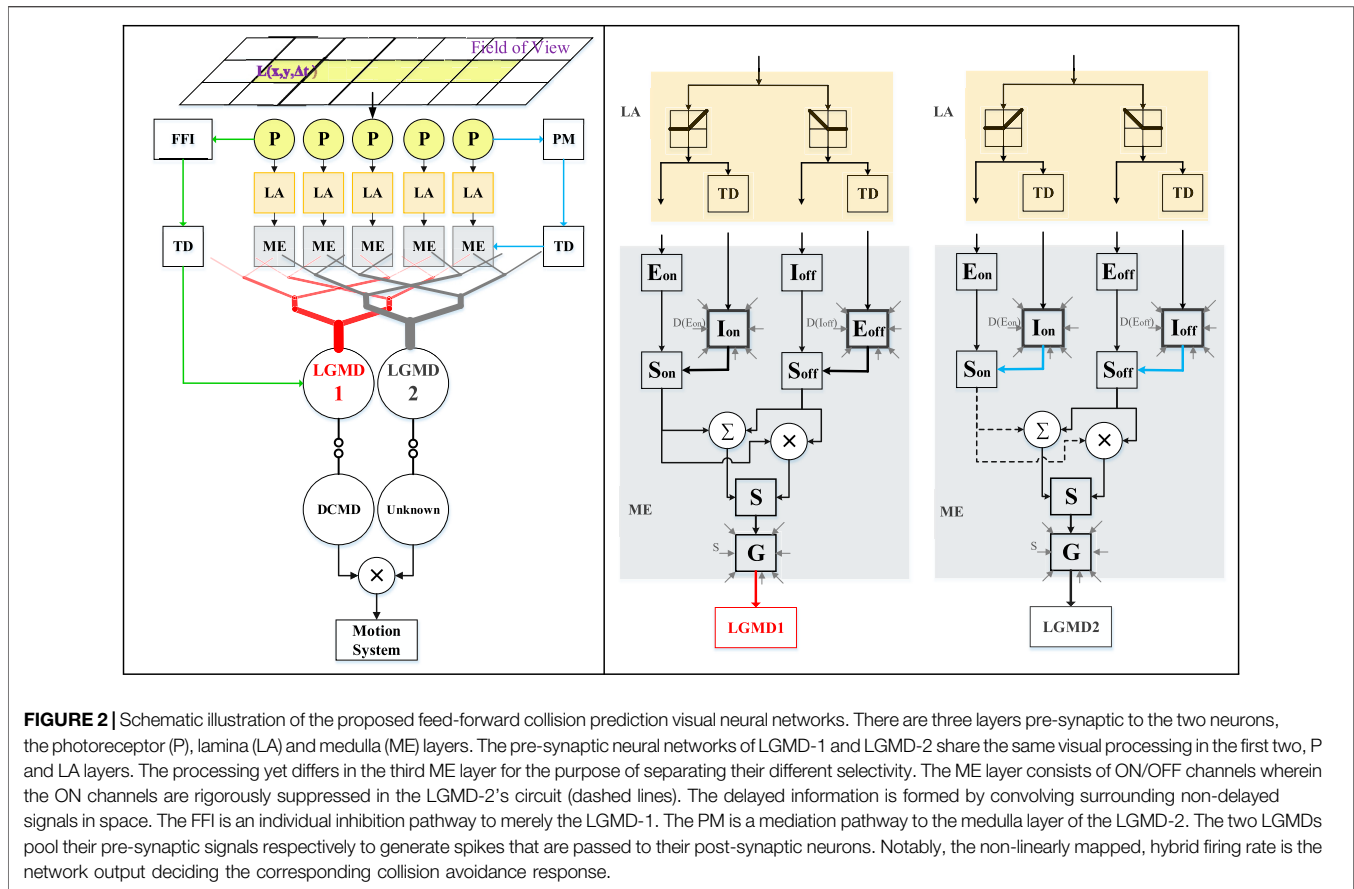 Field of View
L(x,y,Δt)
FFI
P
P
P
P
P
PM
LA
LA
LA
LA
LA
TD
ME
ME
ME
ME
ME
TD
LGMD
1
LGMD
2
DCMD
Unknown
×
Motion
System
LA
TD
TD
Eon
Ioff
D(Eon)
Ion
D(Ioff)
Eoff
Son
Soff
Σ
×
S
ME
S
G
LGMD1
LA
TD
TD
Eon
Eoff
D(Eon)
Ion
D(Eoff)
Ioff
Son
Soff
Σ
×
S
ME
S
G
LGMD2
FIGURE 2 | Schematic illustration of the proposed feed-forward collision prediction visual neural networks. There are three layers pre-synaptic to the two neurons,
the photoreceptor (P), lamina (LA) and medulla (ME) layers. The pre-synaptic neural networks of LGMD-1 and LGMD-2 share the same visual processing in the first two, P
and LA layers. The processing yet differs in the third ME layer for the purpose of separating their different selectivity. The ME layer consists of ON/OFF channels wherein
the ON channels are rigorously suppressed in the LGMD-2's circuit (dashed lines). The delayed information is formed by convolving surrounding non-delayed
signals in space. The FFI is an individual inhibition pathway to merely the LGMD-1. The PM is a mediation pathway to the medulla layer of the LGMD-2. The two LGMDs
pool their pre-synaptic signals respectively to generate spikes that are passed to their post-synaptic neurons. Notably, the non-linearly mapped, hybrid firing rate is the
network output deciding the corresponding collision avoidance response.